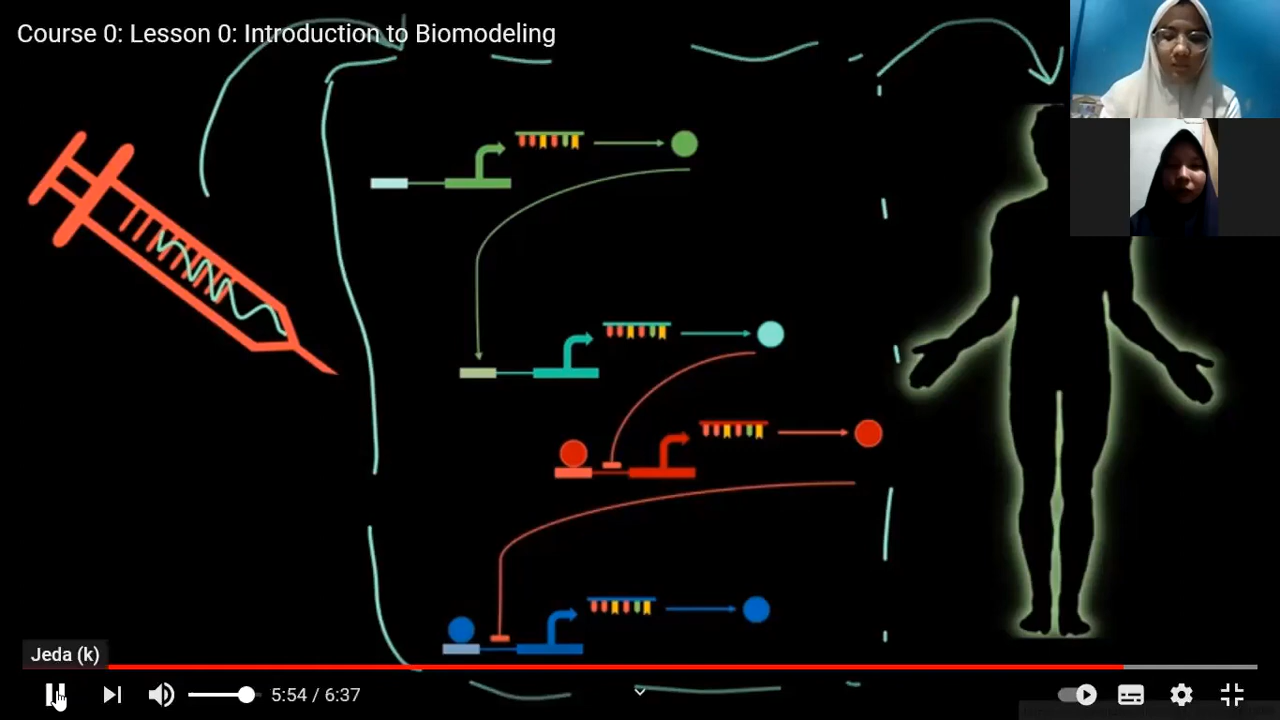 Course 0: Lesson 0: Introduction to Biomodeling
Jeda (k)
5:54 / 6:37